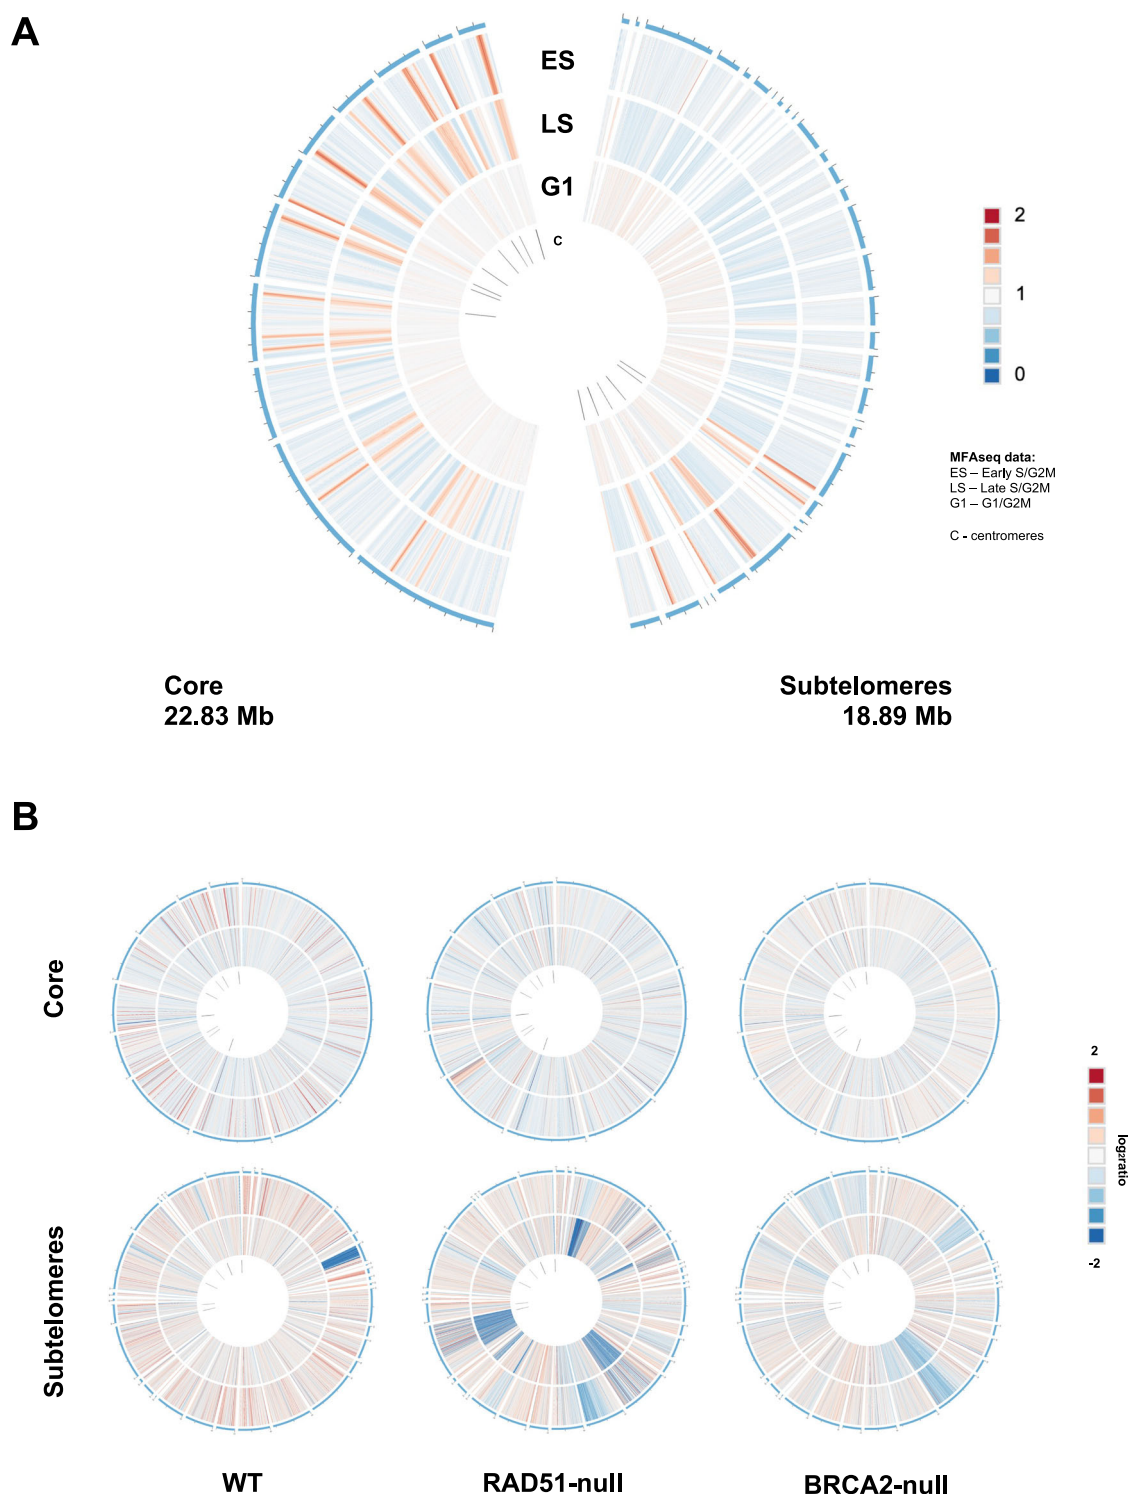 A
ES
LS
G1
C
2
1
0
MFAseq data:
ES – Early S/G2M
LS – Late S/G2M
G1 – G1/G2M
C - centromeres
Core
22.83 Mb
Subtelomeres
18.89 Mb
B
Core
Subtelomeres
2
log2ratio
-2
WT
RAD51-null
BRCA2-null